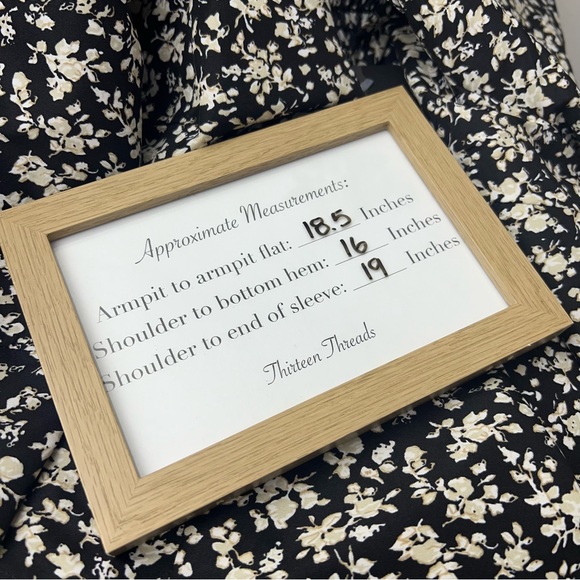 Approximate Measurements:
Armpit to armpit flat: 18.5 Inches
Shoulder to bottom hem: 16 Inches
Shoulder to end of sleeve: 19 Inches
Thirteen Threads